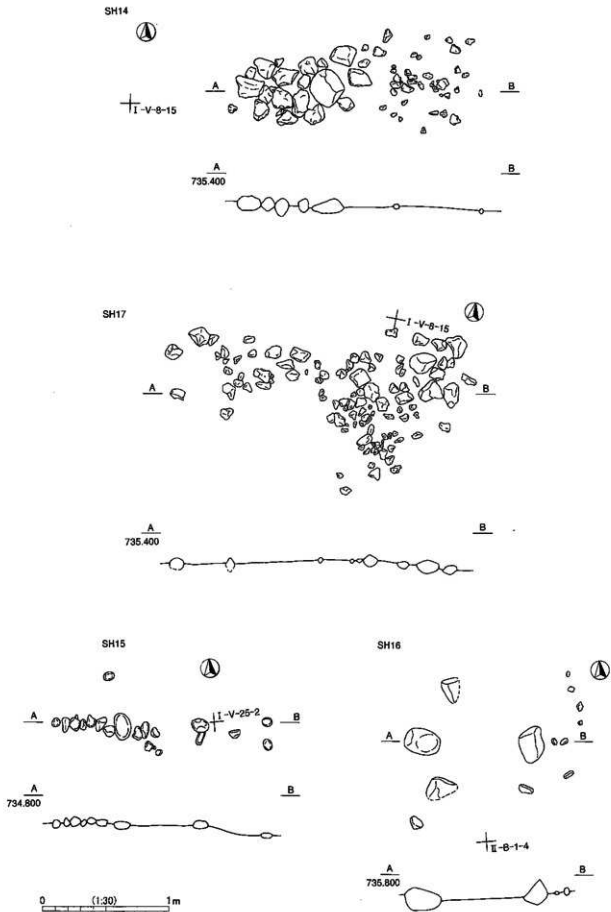 SH14
I-V-8-15
A B
A B
735.400
SH17
I-V-8-15
A B
A B
735.400
SH15
I-V-25-2
A B
A B
734.800
SH16
A B
II-B-1-4
A B
735.800
0 (1:30) 1m